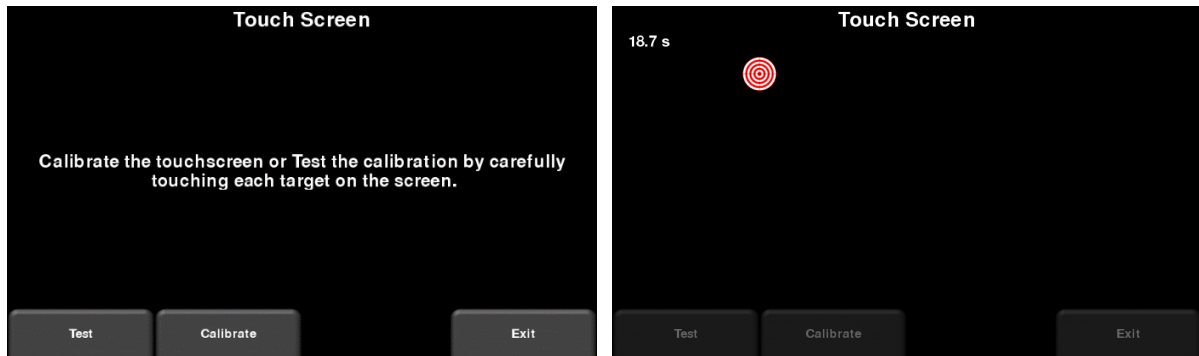 Touch Screen
Calibrate the touchscreen or Test the calibration by carefully
touching each target on the screen.
Test
Calibrate
Exit
Touch Screen
18.7 s
Test
Calibrate
Exit